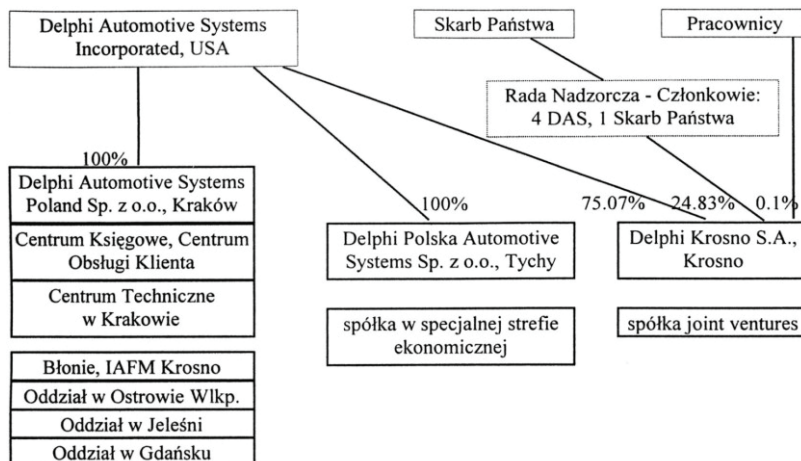 Delphi Automotive Systems
Incorporated, USA
Skarb Państwa
Pracownicy
Rada Nadzorcza - Członkowie:
4 DAS, 1 Skarb Państwa
100%
Delphi Automotive Systems
Poland Sp. z o.o., Kraków
Centrum Księgowe, Centrum
Obsługi Klienta
Centrum Techniczne
w Krakowie
Błonie, IAFM Krosno
Oddział w Ostrowie Wlkp.
Oddział w Jeleśni
Oddział w Gdańsku
100%
Delphi Polska Automotive
Systems Sp. z o.o., Tychy
spółka w specjalnej strefie
ekonomicznej
75.07% 24.83% 0.1%
Delphi Krosno S.A.,
Krosno
spółka joint ventures